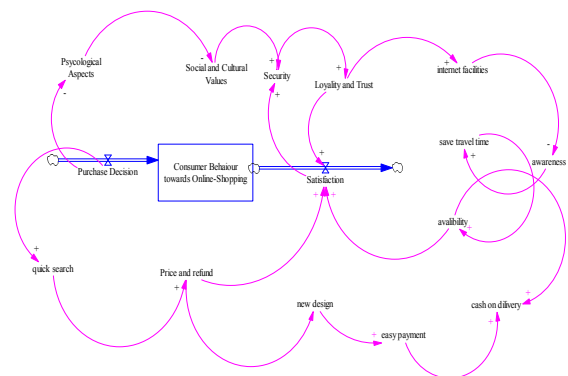 Psycological
Aspects
Social and Cultural
Values
Security
Loyality and Trust
internet facilities
save travel time
awareness
Purchase Decision
Consumer Behaiour
towards Online-Shopping
Satisfaction
avalibility
quick search
Price and refund
new design
easy payment
cash on dilivery
-
-
+
+
+
+
+
+
-
+
+
+
+
+
+
+
+